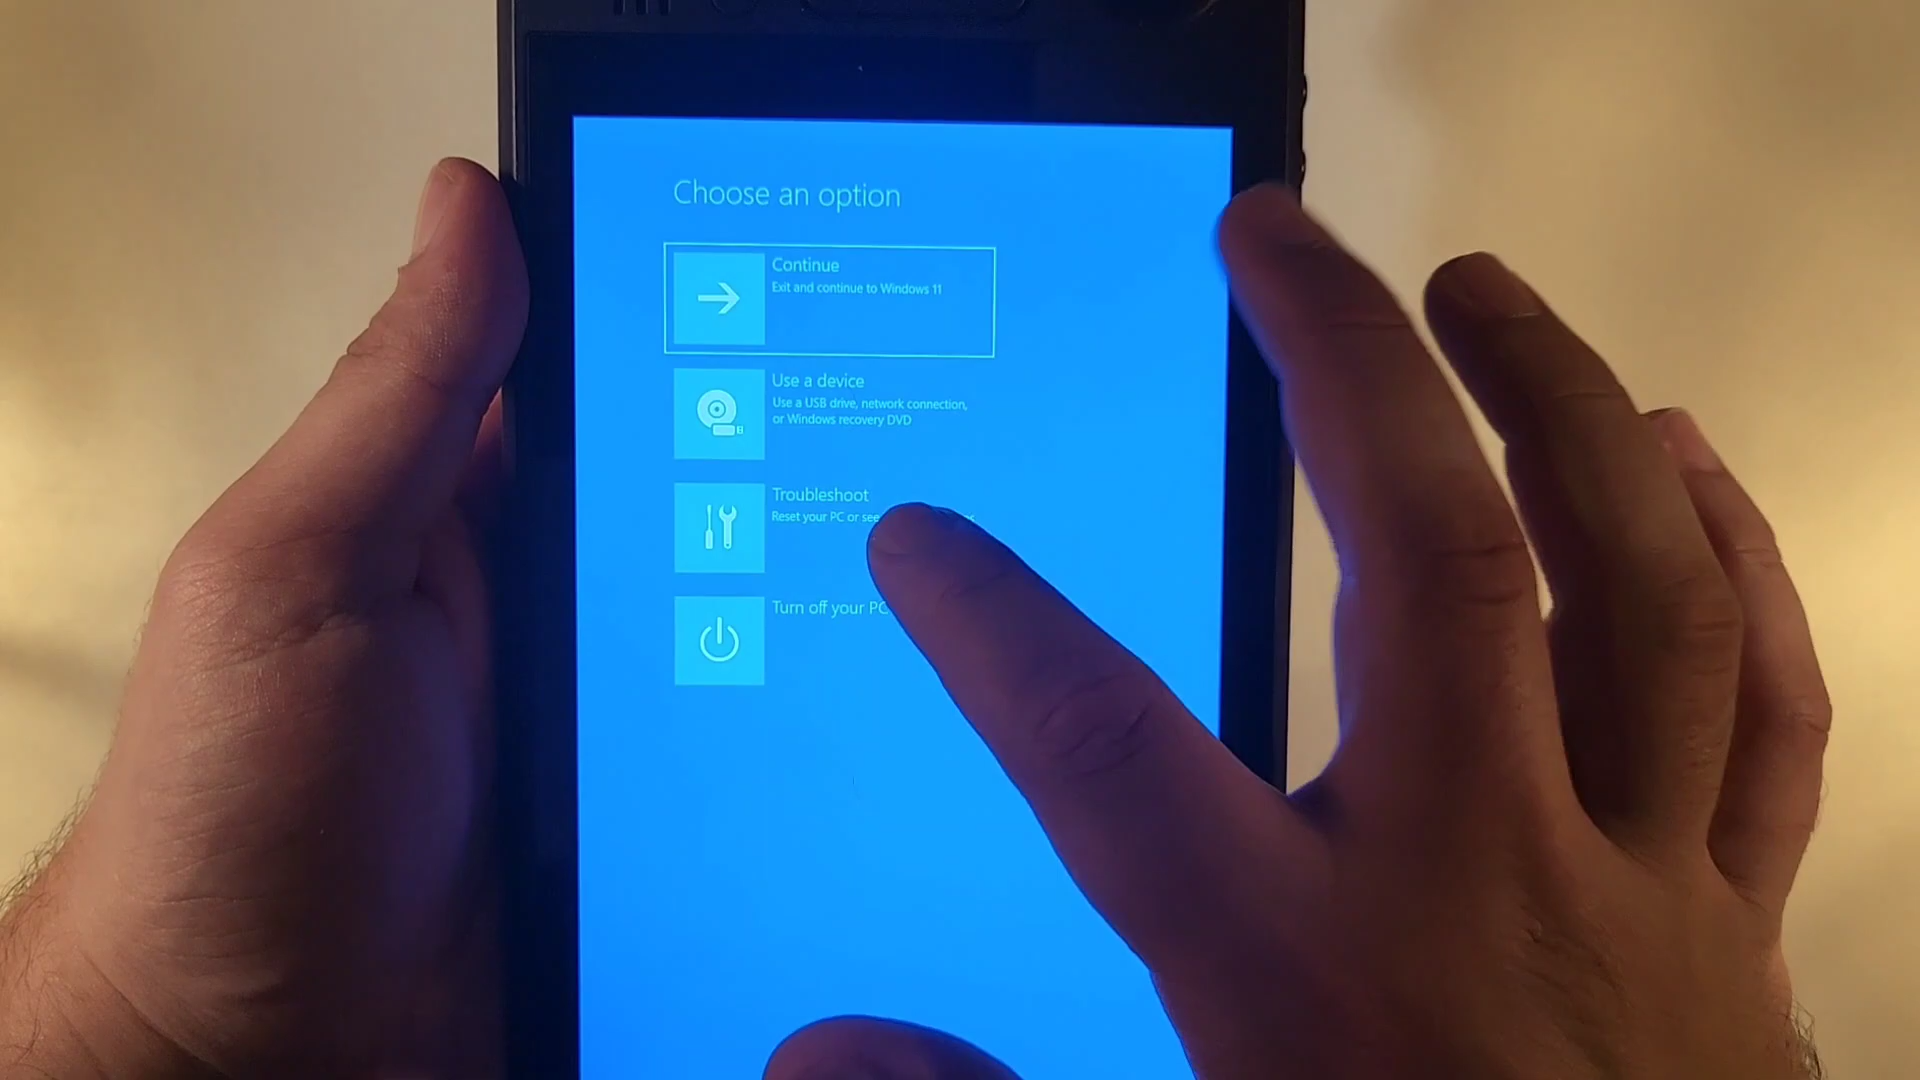 Choose an option
Continue
Exit and continue to Windows 11
Use a device
Use a USB drive, network connection,
or Windows recovery DVD
Troubleshoot
Reset your PC or see
Turn off your PC